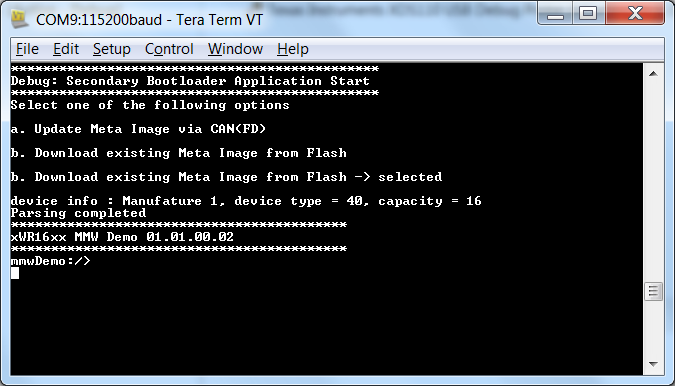 COM9:115200baud - Tera Term VT
File Edit Setup Control Window Help
***********************************************
Debug: Secondary Bootloader Application Start
***********************************************
Select one of the following options
a. Update Meta Image via CAN(FD)
b. Download existing Meta Image from Flash
b. Download existing Meta Image from Flash -> selected
device info : Manufature 1, device type = 40, capacity = 16
Parsing completed
*******************************************
xWR16xx MMW Demo 01.01.00.02
*******************************************
mmwDemo:/>